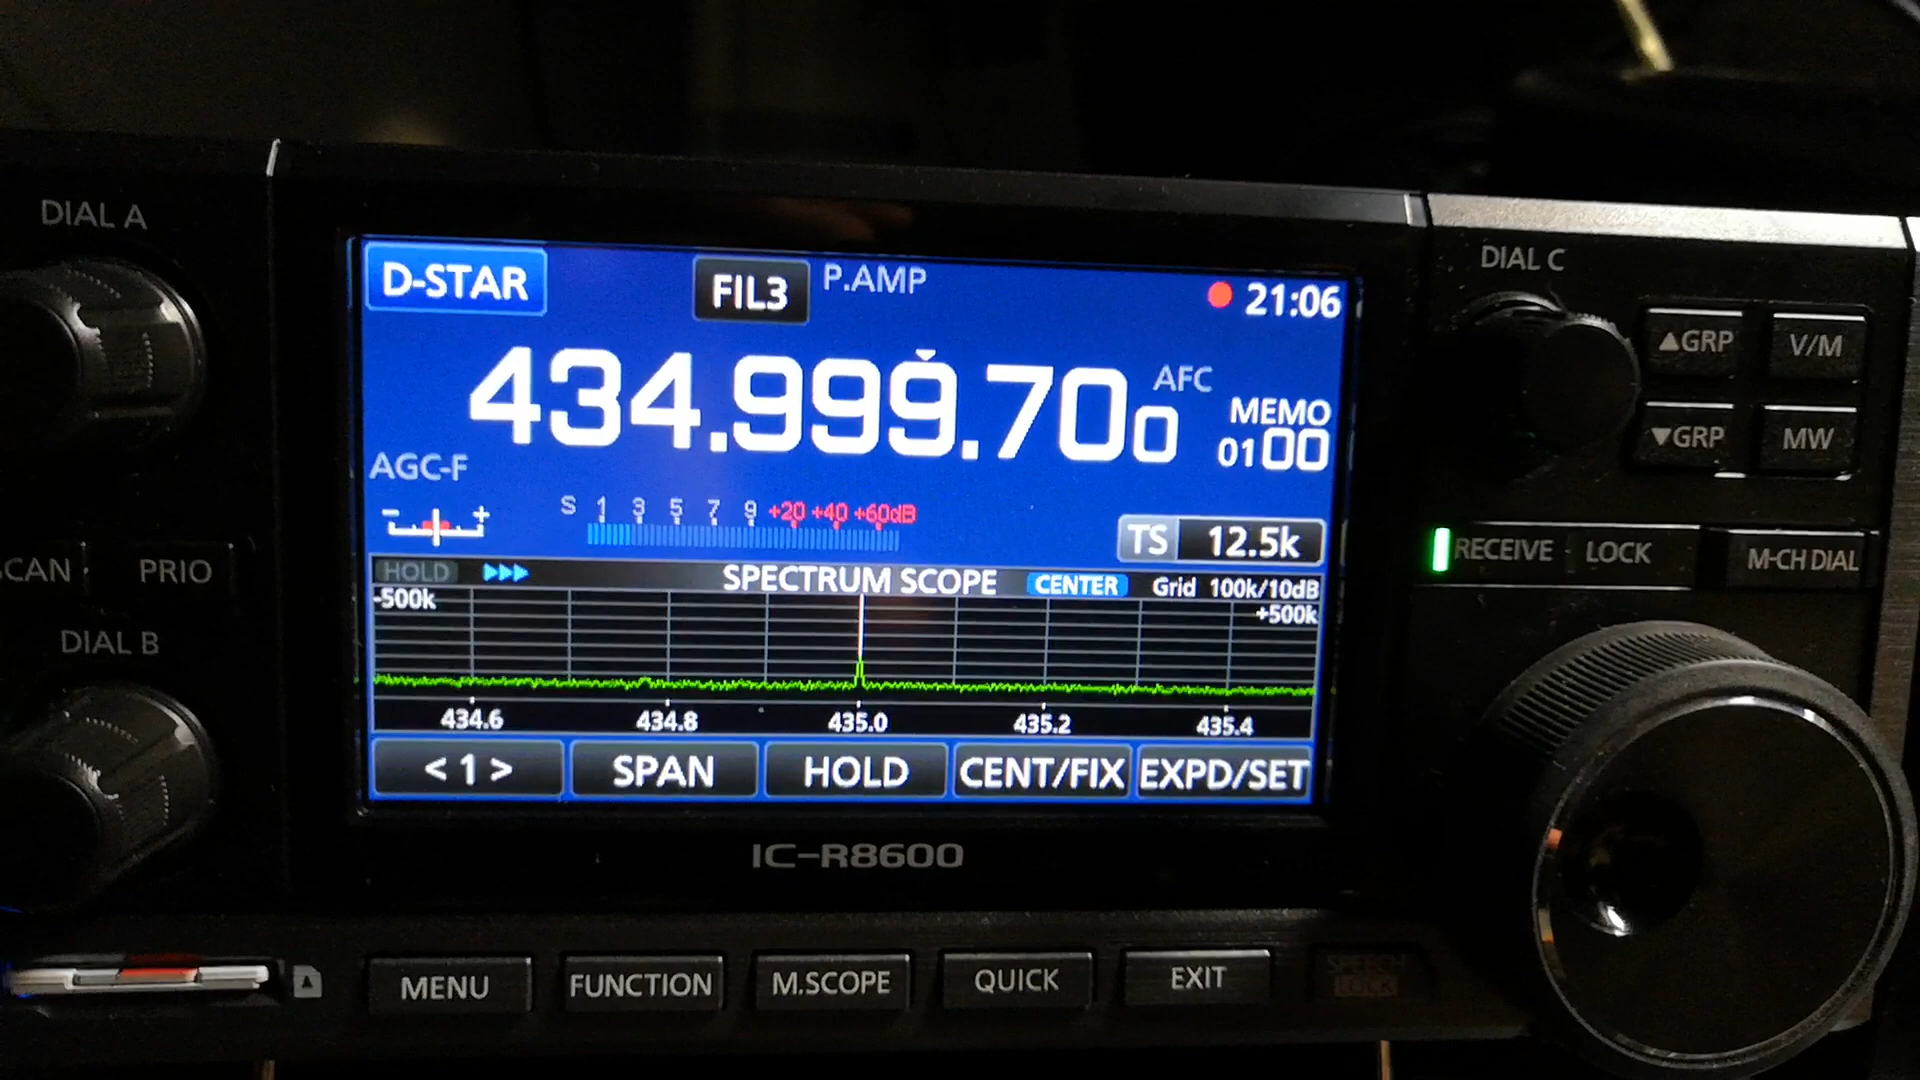 DIAL A
D-STAR
FIL3
P.AMP
21:06
DIAL C
▲GRP
V/M
434.999.700
AFC
MEMO
0100
▼GRP
MW
AGC-F
- +
S 1 3 5 7 9 +20 +40 +60dB
TS 12.5k
RECEIVE
LOCK
M-CH DIAL
SCAN
PRIO
HOLD
SPECTRUM SCOPE
CENTER
Grid 100k/10dB
-500k
+500k
DIAL B
434.6 434.8 435.0 435.2 435.4
< 1 >
SPAN
HOLD
CENT/FIX
EXPD/SET
IC-R8600
MENU
FUNCTION
M.SCOPE
QUICK
EXIT
SPEECH
LOCK